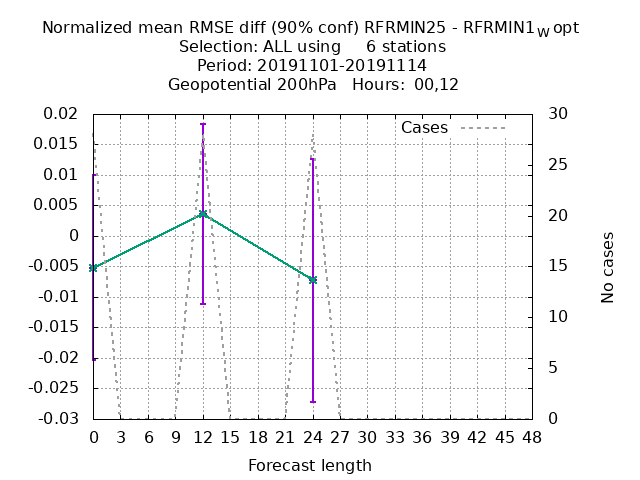 Normalized mean RMSE diff (90% conf) RFRMIN25 - RFRMIN1w opt
Selection: ALL using 6 stations
Period: 20191101-20191114
Geopotential 200hPa Hours: 00,12
Cases
0.02
0.015
0.01
0.005
0
-0.005
-0.01
-0.015
-0.02
-0.025
-0.03
30
25
20
15
10
5
0
No cases
0 3 6 9 12 15 18 21 24 27 30 33 36 39 42 45 48
Forecast length